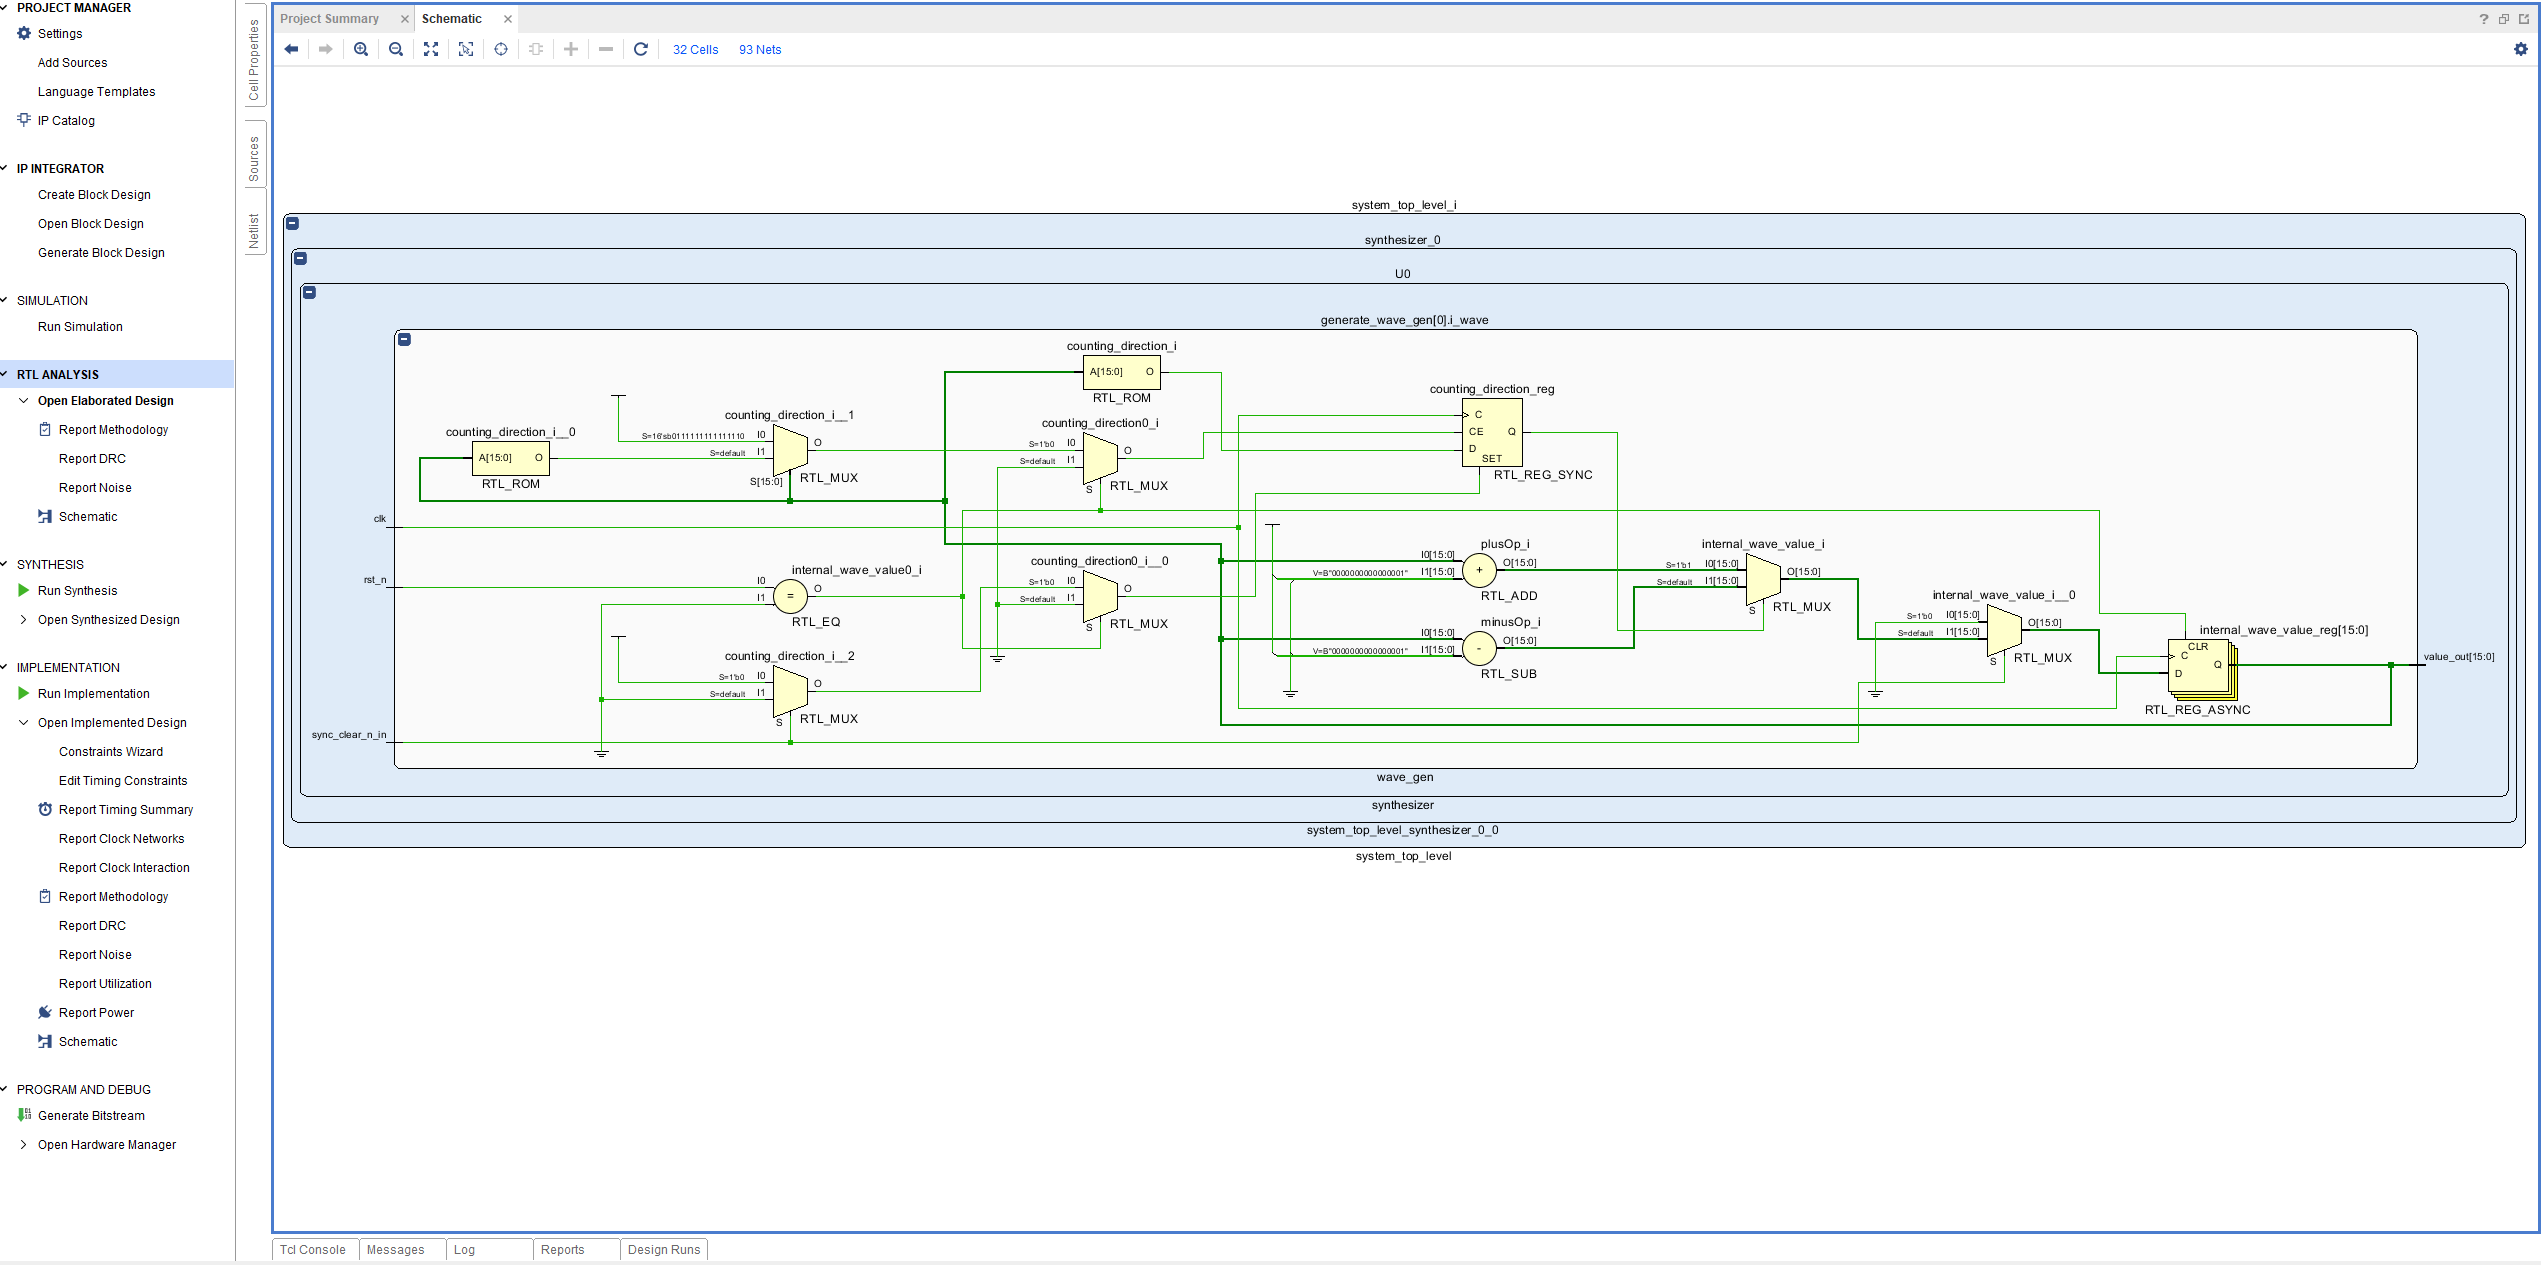 PROJECT MANAGER
Settings
Add Sources
Language Templates
IP Catalog
IP INTEGRATOR
Create Block Design
Open Block Design
Generate Block Design
SIMULATION
Run Simulation
RTL ANALYSIS
Open Elaborated Design
Report Methodology
Report DRC
Report Noise
Schematic
SYNTHESIS
Run Synthesis
Open Synthesized Design
IMPLEMENTATION
Run Implementation
Open Implemented Design
Constraints Wizard
Edit Timing Constraints
Report Timing Summary
Report Clock Networks
Report Clock Interaction
Report Methodology
Report DRC
Report Noise
Report Utilization
Report Power
Schematic
PROGRAM AND DEBUG
Generate Bitstream
Open Hardware Manager
Cell Properties
Sources
Netlist
Project Summary
Schematic
32 Cells
93 Nets
system_top_level_i
synthesizer_0
U0
generate_wave_gen[0].i_wave
counting_direction_i__0
A[15:0] O
RTL_ROM
counting_direction_i__1
S=16'sb0111111111111110 I0
S=default I1
O
S[15:0]
RTL_MUX
counting_direction_i
A[15:0] O
RTL_ROM
counting_direction0_i
S=1'b0 I0
S=default I1
O
S
RTL_MUX
counting_direction_reg
C
CE Q
D
SET
RTL_REG_SYNC
clk
rst_n
sync_clear_n_in
internal_wave_value0_i
I0
I1
=
O
RTL_EQ
counting_direction_i__2
S=1'b0 I0
S=default I1
O
S
RTL_MUX
counting_direction0_i__0
S=1'b0 I0
S=default I1
O
S
RTL_MUX
plusOp_i
I0[15:0]
V=B"0000000000000001" I1[15:0]
+
O[15:0]
RTL_ADD
minusOp_i
I0[15:0]
V=B"0000000000000001" I1[15:0]
-
O[15:0]
RTL_SUB
internal_wave_value_i
S=1'b1 I0[15:0]
S=default I1[15:0]
O[15:0]
S
RTL_MUX
internal_wave_value_i__0
S=1'b0 I0[15:0]
S=default I1[15:0]
O[15:0]
S
RTL_MUX
internal_wave_value_reg[15:0]
CLR
C
Q
D
RTL_REG_ASYNC
value_out[15:0]
wave_gen
synthesizer
system_top_level_synthesizer_0_0
system_top_level
Tcl Console
Messages
Log
Reports
Design Runs